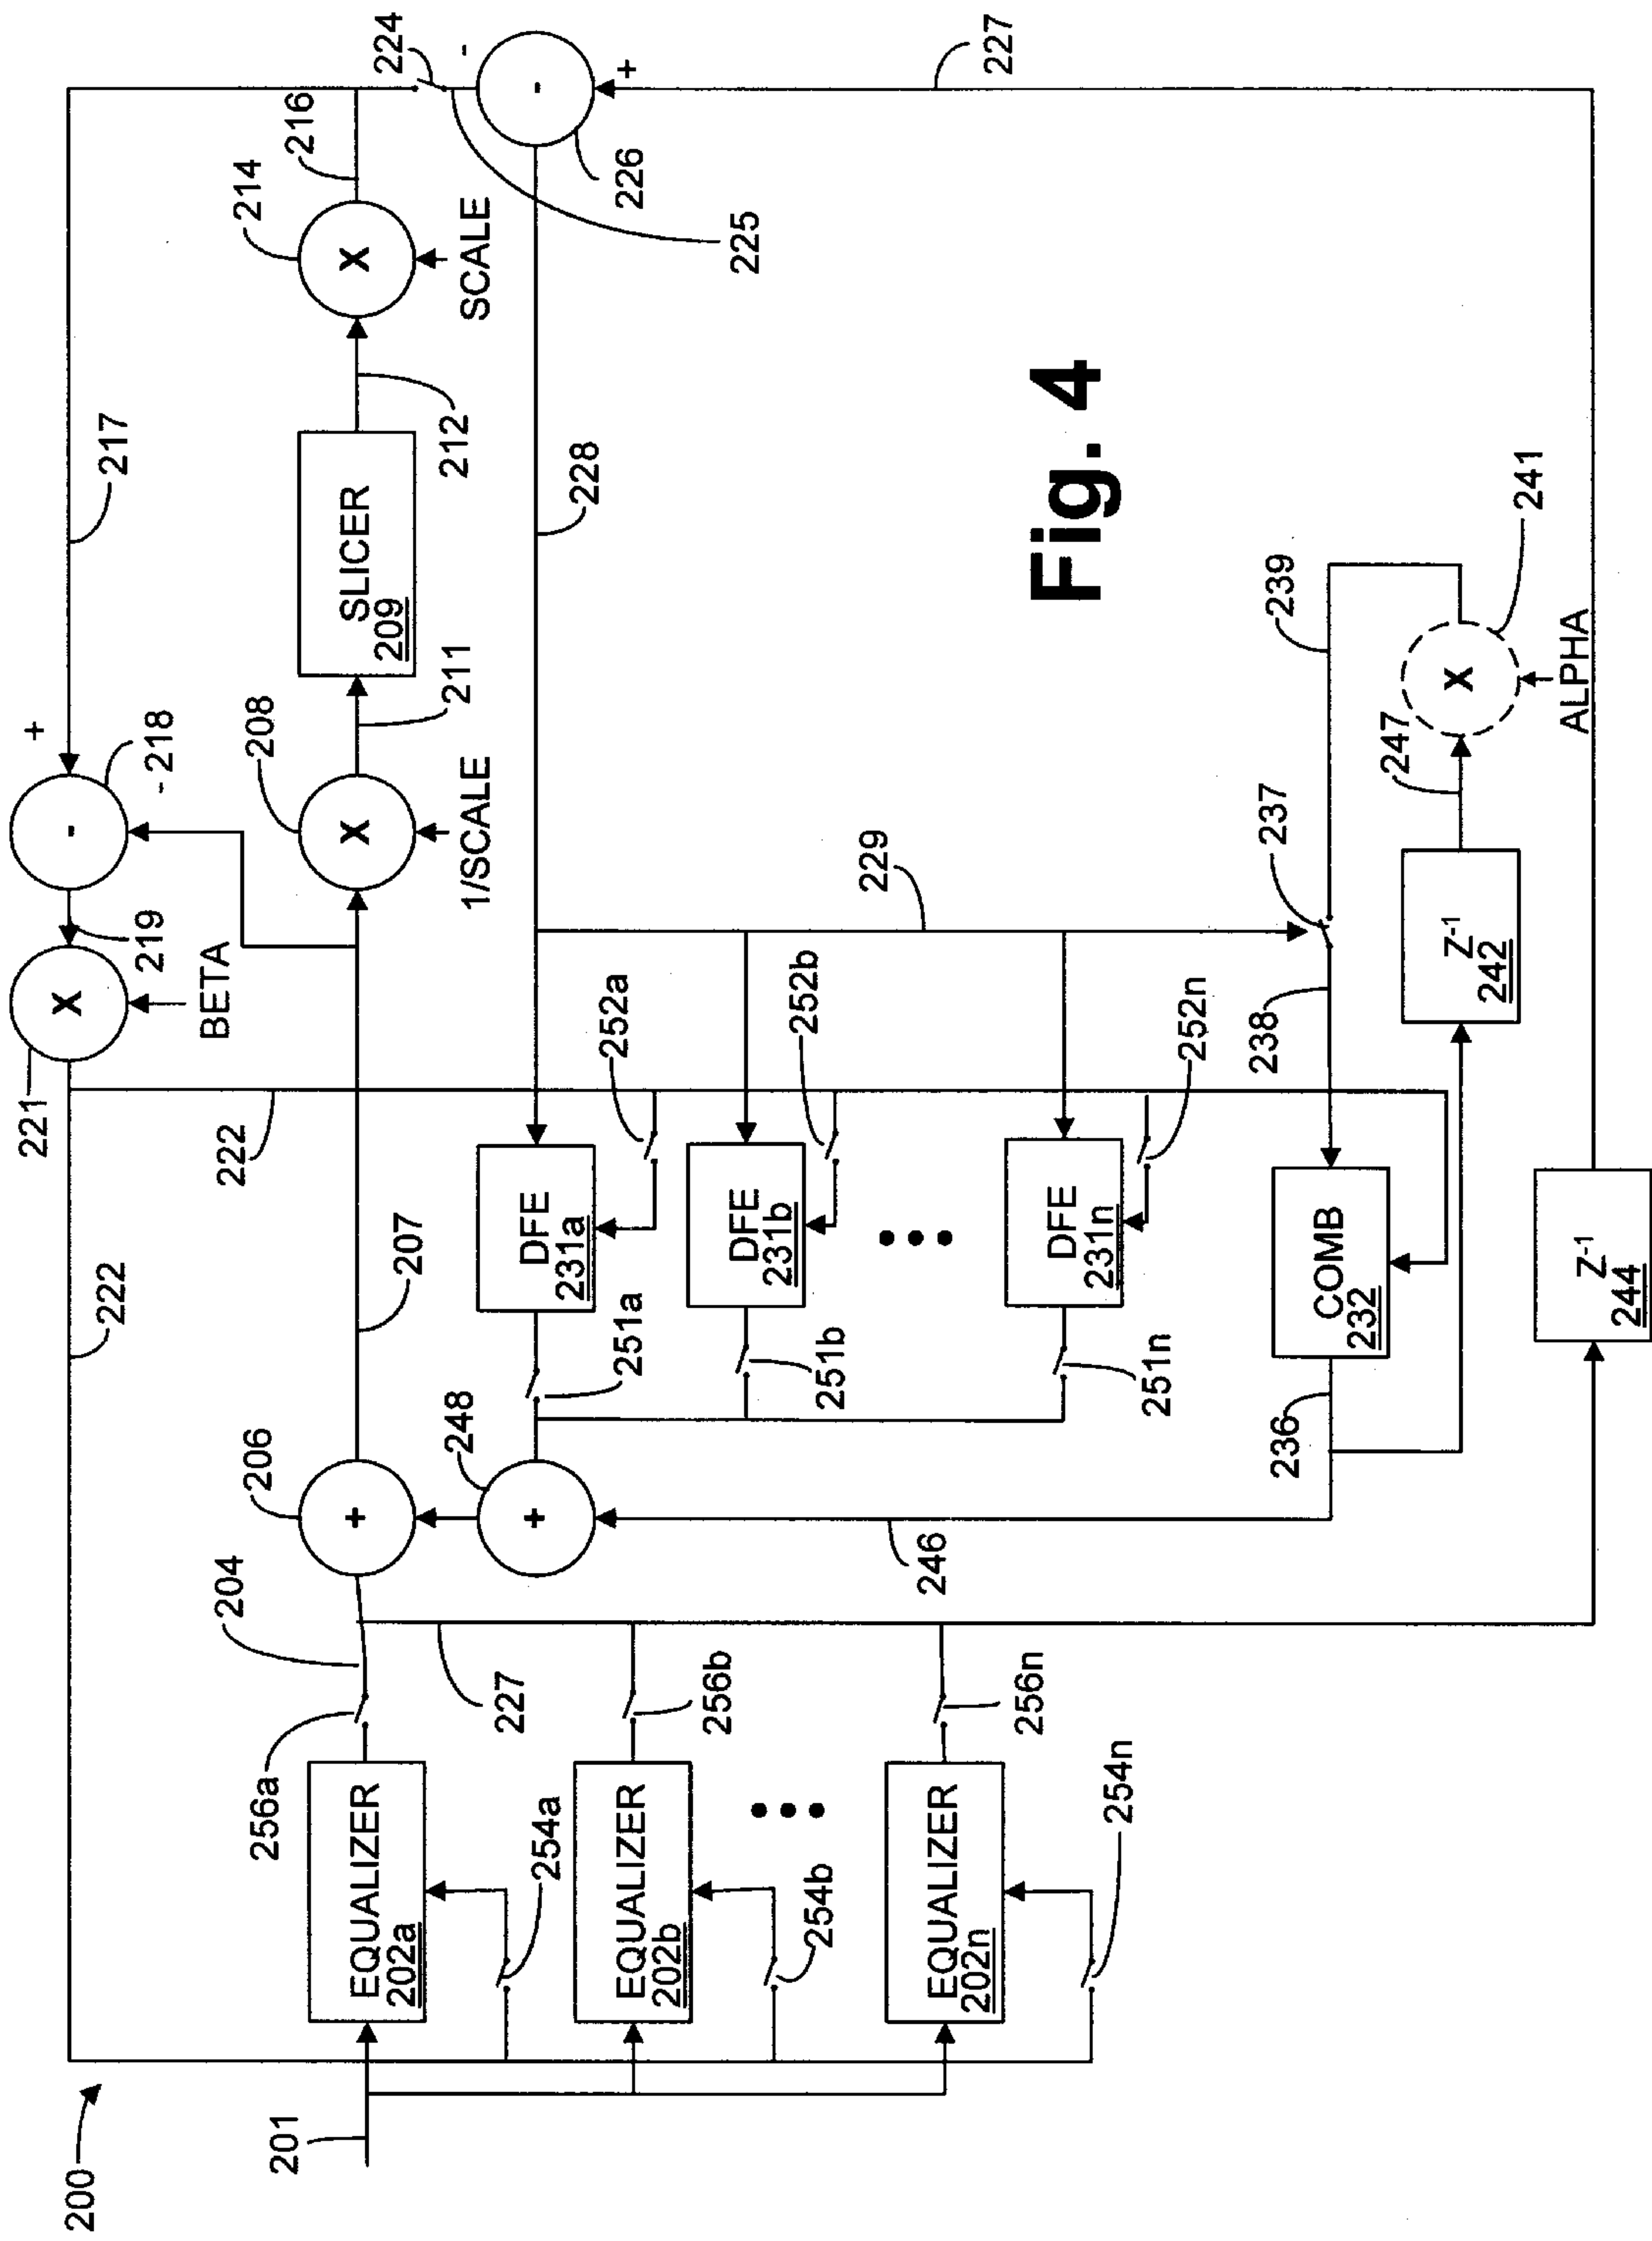 200
201
222
221
BETA
219
- 218
+
217
256a
204
206
207
222
208
1/SCALE
211
SLICER
209
212
214
SCALE
216
224
-
X
-
+
X
X
EQUALIZER
202a
254a
227
248
+
251a
DFE
231a
252a
228
225
226
-
+
227
EQUALIZER
202b
254b
256b
251b
DFE
231b
252b
229
EQUALIZER
202n
254n
256n
246
251n
DFE
231n
252n
Fig. 4
236
COMB
232
238
237
239
Z-1
242
247
X
241
ALPHA
Z-1
244